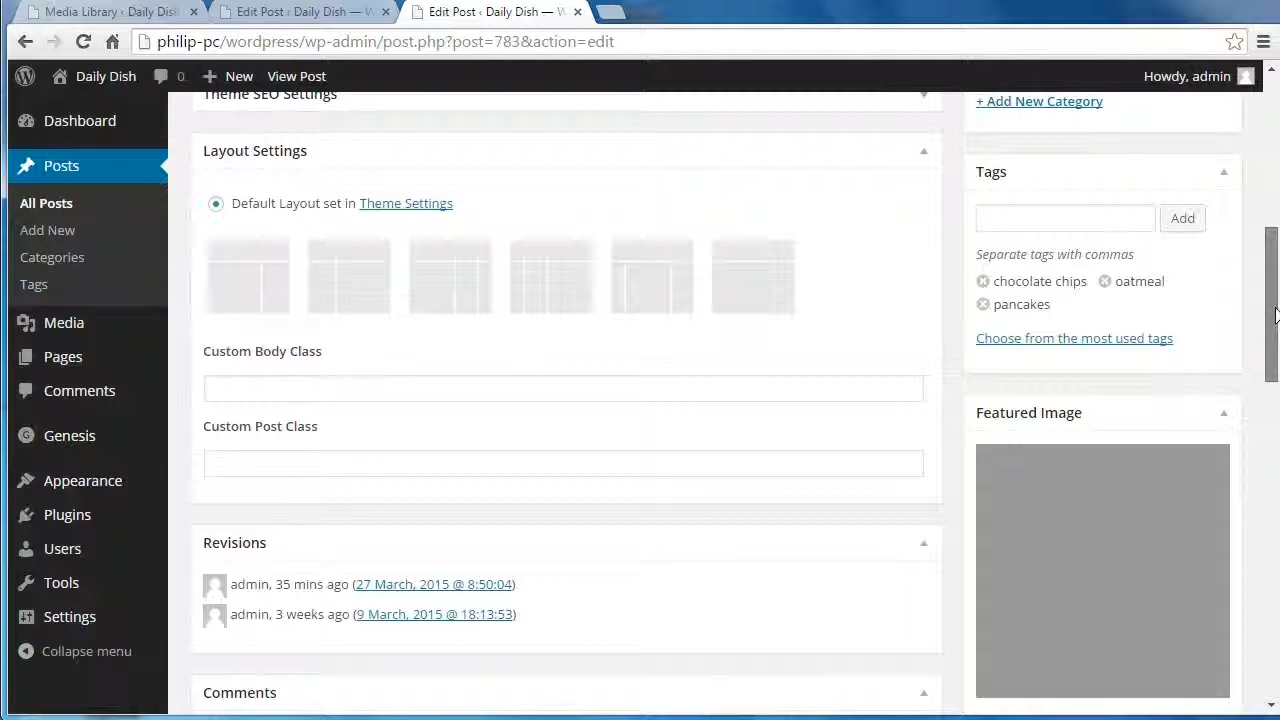 Media Library ‹ Daily Dish
Edit Post ‹ Daily Dish — W
Edit Post ‹ Daily Dish — W
philip-pc/wordpress/wp-admin/post.php?post=783&action=edit
Daily Dish
0
New
View Post
Howdy, admin
Dashboard
Posts
All Posts
Add New
Categories
Tags
Media
Pages
Comments
Genesis
Appearance
Plugins
Users
Tools
Settings
Collapse menu
Theme SEO Settings
Layout Settings
Default Layout set in Theme Settings
Custom Body Class
Custom Post Class
Revisions
admin, 35 mins ago (27 March, 2015 @ 8:50:04)
admin, 3 weeks ago (9 March, 2015 @ 18:13:53)
Comments
+ Add New Category
Tags
Add
Separate tags with commas
chocolate chips
oatmeal
pancakes
Choose from the most used tags
Featured Image